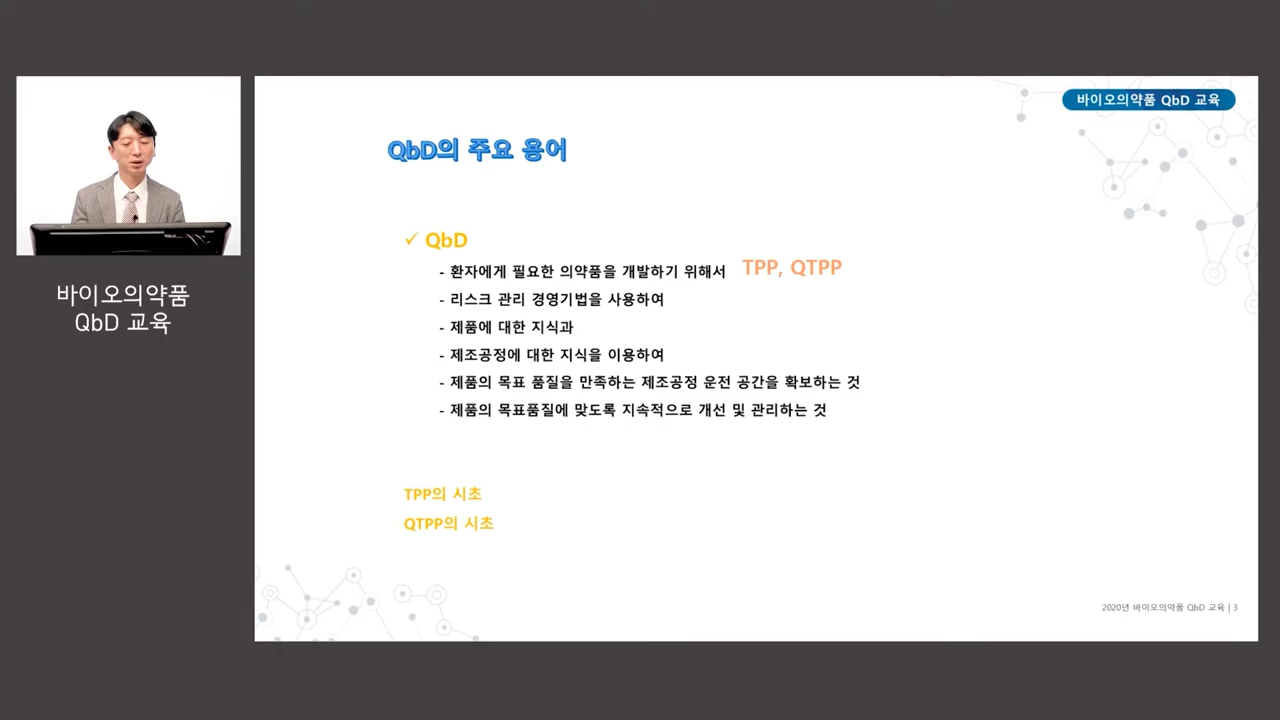 바이오의약품 QbD 교육
QbD의 주요 용어
✓ QbD
- 환자에게 필요한 의약품을 개발하기 위해서 TPP, QTPP
- 리스크 관리 경영기법을 사용하여
- 제품에 대한 지식과
- 제조공정에 대한 지식을 이용하여
- 제품의 목표 품질을 만족하는 제조공정 운전 공간을 확보하는 것
- 제품의 목표품질에 맞도록 지속적으로 개선 및 관리하는 것
TPP의 시초
QTPP의 시초
2020년 바이오의약품 QbD 교육 | 3
바이오의약품
QbD 교육